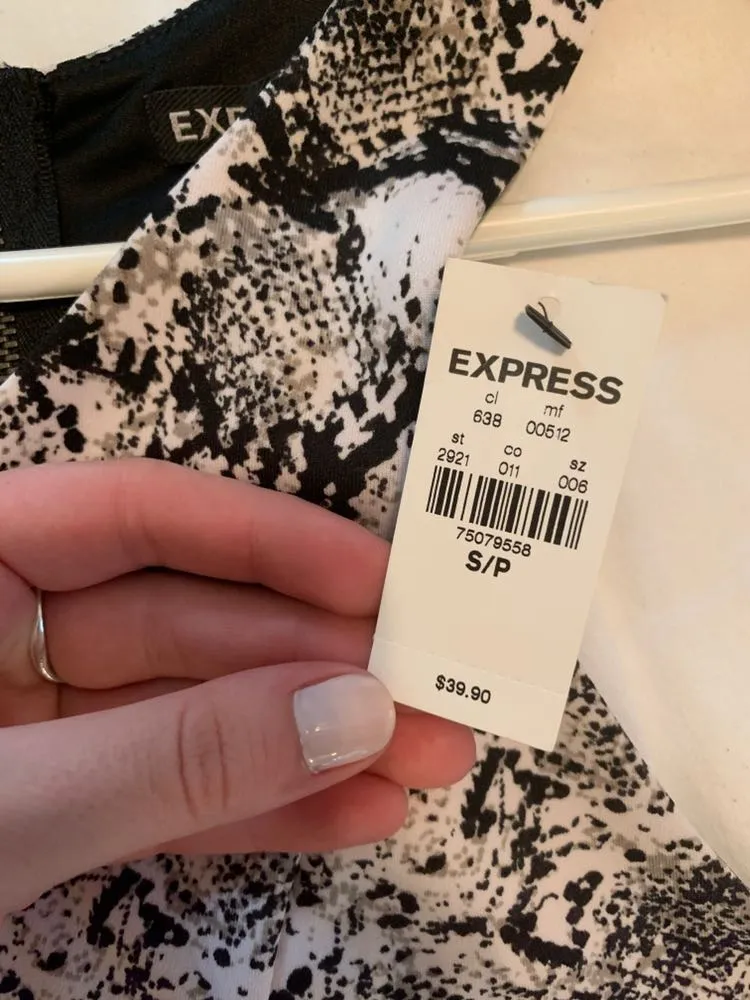 EXP
EXPRESS
cl mf
638 00512
st co sz
2921 011 006
75079558
S/P
$39.90